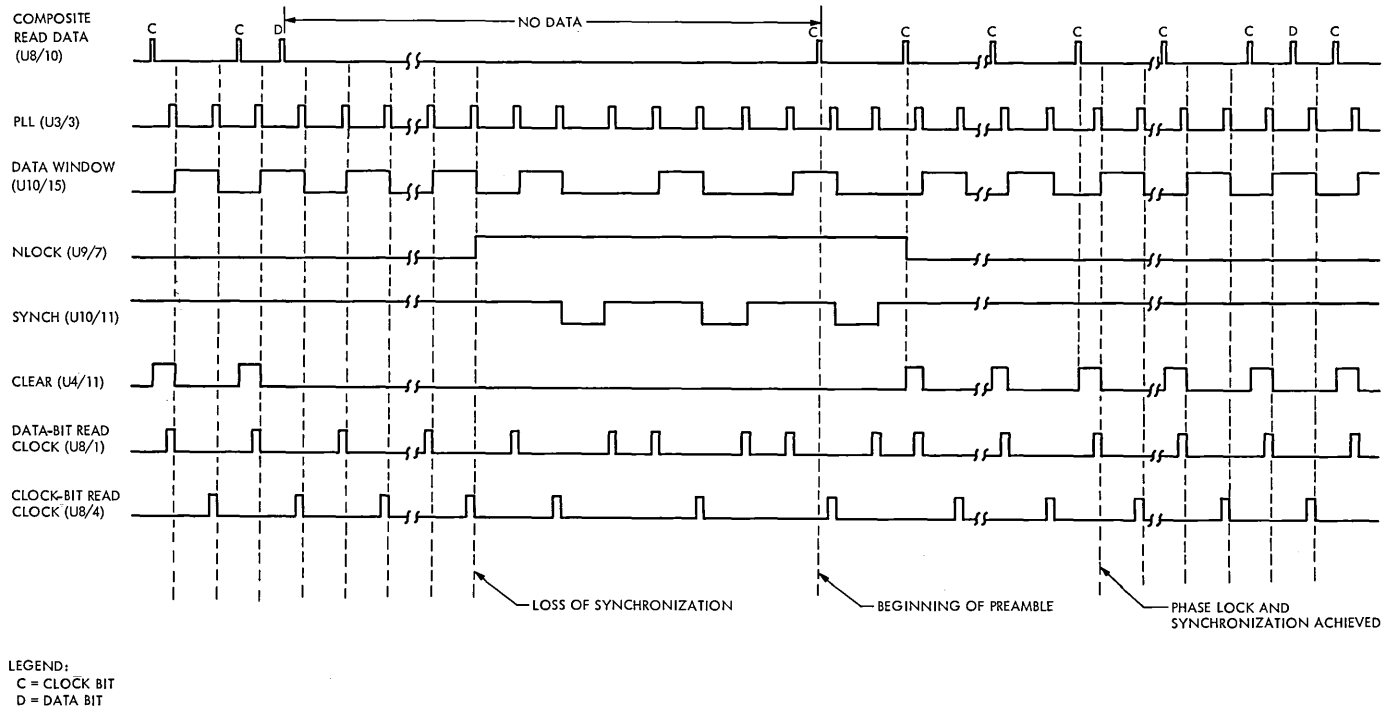 COMPOSITE
READ DATA
(U8/10)
C
C
D
NO DATA
C
C
C
C
C
C
D
C
PLL (U3/3)
DATA WINDOW
(U10/15)
NLOCK (U9/7)
SYNCH (U10/11)
CLEAR (U4/11)
DATA-BIT READ
CLOCK (U8/1)
CLOCK-BIT READ
CLOCK (U8/4)
LOSS OF SYNCHRONIZATION
BEGINNING OF PREAMBLE
PHASE LOCK AND
SYNCHRONIZATION ACHIEVED
LEGEND:
C = CLOCK BIT
D = DATA BIT